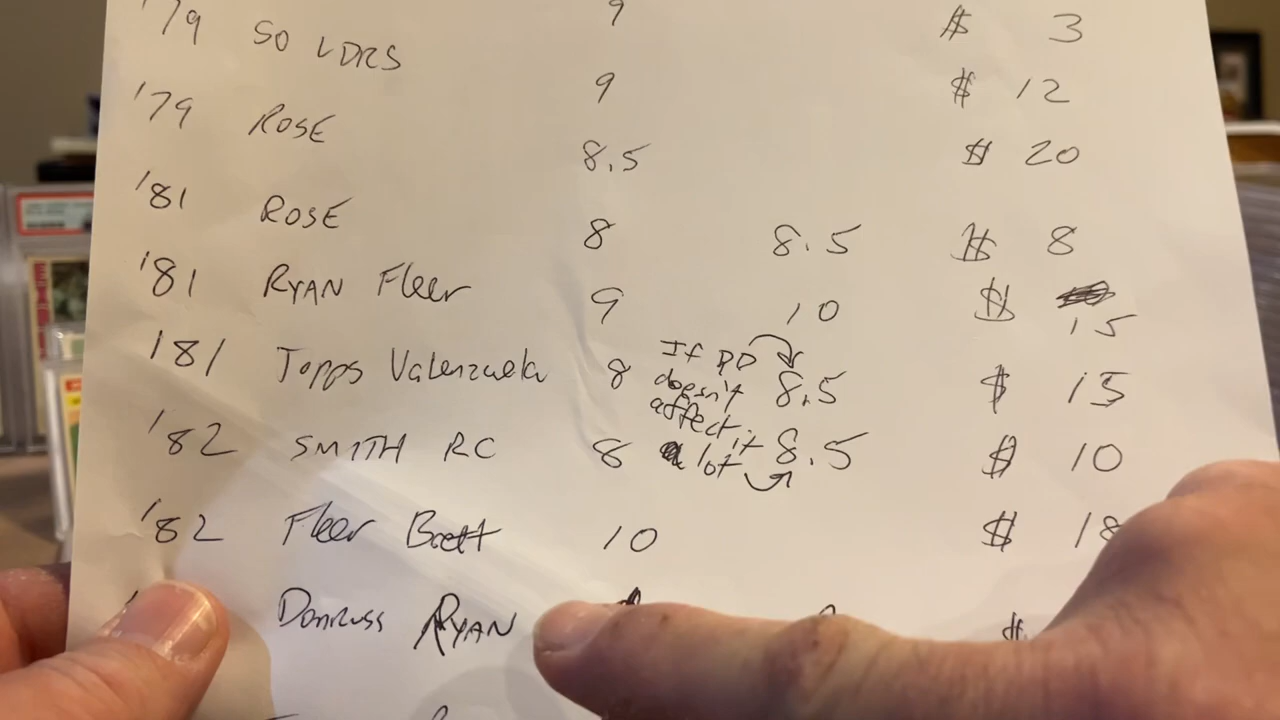 '79 SO LDRS 9 $ 3
'79 ROSE 9 $ 12
'81 ROSE 8.5 $ 20
'81 RYAN Fleer 8 8.5 $ 8
'81 Topps Valenzuela 9 10 $ 15
'82 SMITH RC 8 If PD doesn't affect it a lot 8.5 $ 15
'82 Fleer Brett 8 8.5 $ 10
Donruss RYAN 10 $ 18
$